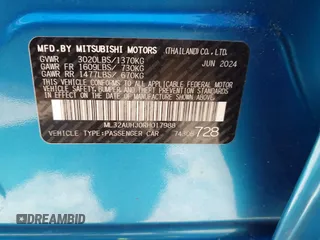 MFD.BY MITSUBISHI MOTORS (THAILAND)CO.,LTD.
GVWR 3020LBS/1370KG JUN 2024
GAWR FR 1609LBS/ 730KG
GAWR RR 1477LBS/ 670KG
THIS VEHICLE CONFORMS TO ALL APPLICABLE FEDERAL MOTOR
VEHICLE SAFETY, BUMPER, AND THEFT PREVENTION STANDARDS
IN EFFECT ON THE DATE OF MANUFACTURE SHOWN ABOVE.
VEHICLE TYPE:PASSENGER CAR 728
© RIDE SAFELY